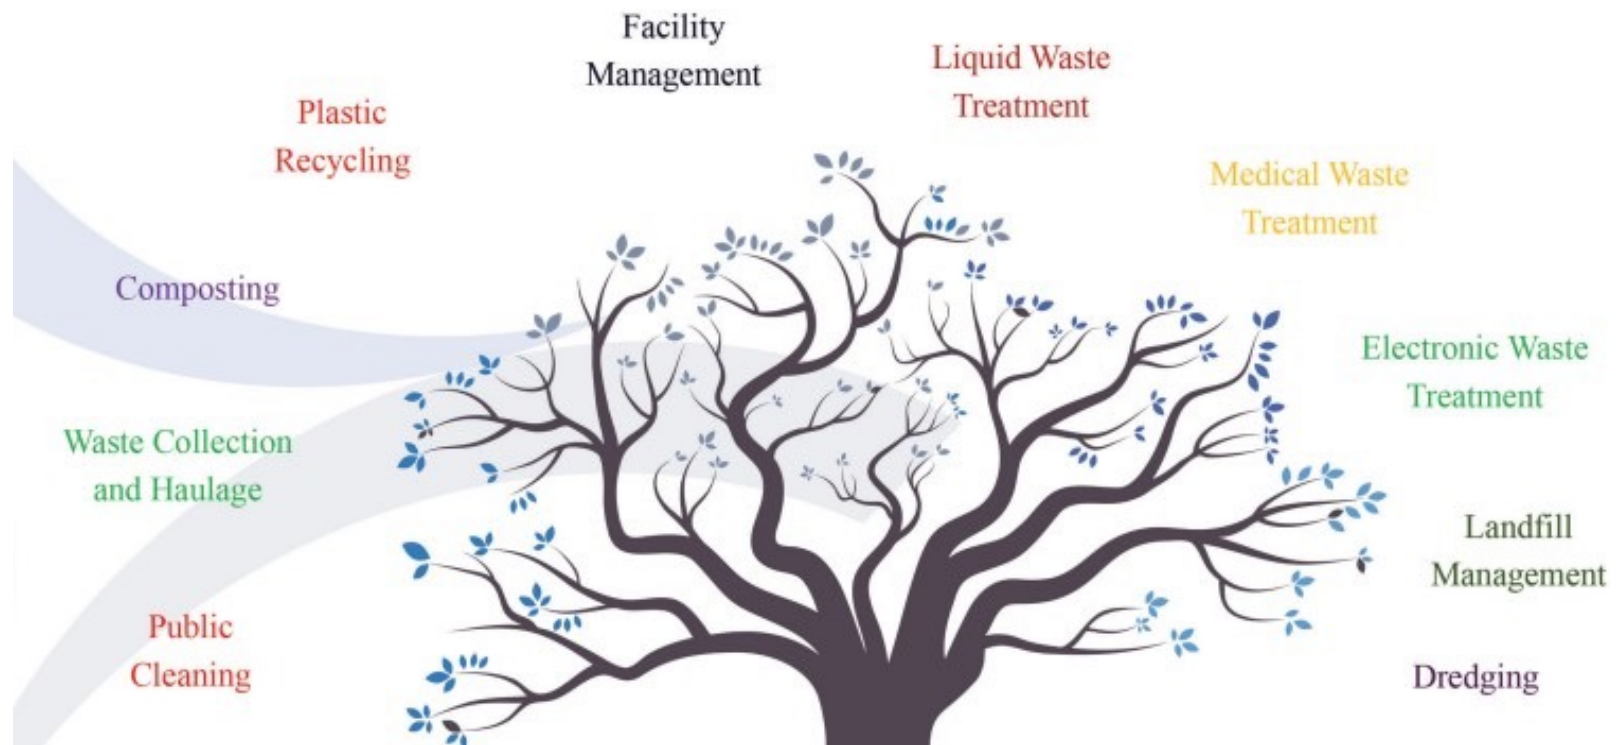 Facility
Management
Liquid Waste
Treatment
Plastic
Recycling
Medical Waste
Treatment
Composting
Electronic Waste
Treatment
Waste Collection
and Haulage
Landfill
Management
Public
Cleaning
Dredging